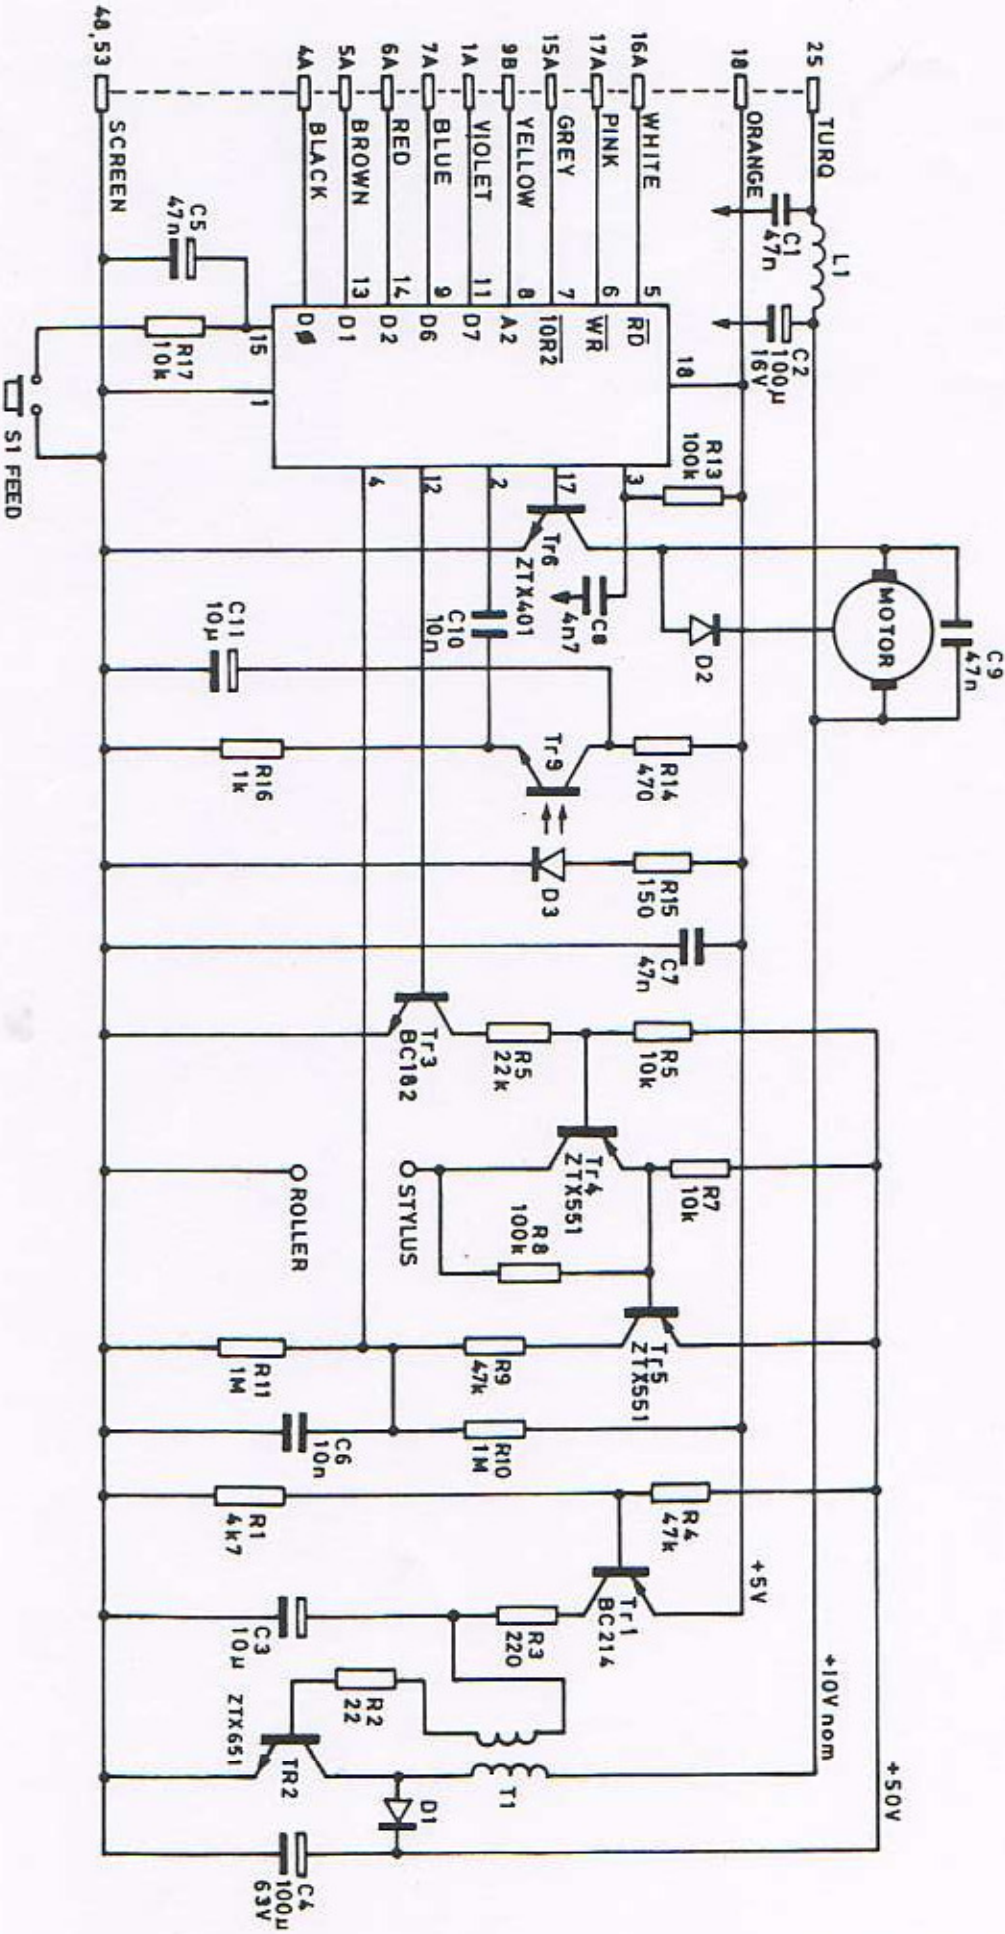 25
TURQ
L1
C1
47n
C2
100µ
16V
18
ORANGE
16A
WHITE
5
RD
17A
PINK
6
WR
15A
GREY
7
10R2
9B
YELLOW
8
A2
1A
VIOLET
11
D7
7A
BLUE
9
D6
6A
RED
14
D2
5A
BROWN
13
D1
4A
BLACK
D0
48,53
SCREEN
C5
47n
R17
10k
15
1
S1 FEED
18
R13
100k
3
17
2
12
4
Tr6
ZTX401
C8
4n7
C10
10n
C11
10µ
D2
MOTOR
C9
47n
R14
470
Tr9
R16
1k
R15
150
D3
C7
47n
Tr3
BC182
R5
22k
R5
10k
Tr4
ZTX551
R7
10k
R8
100k
STYLUS
ROLLER
Tr5
ZTX551
R9
47k
R11
1M
R10
1M
C6
10n
R1
4k7
R4
47k
Tr1
BC214
+5V
R3
220
C3
10µ
R2
22
ZTX651
TR2
T1
D1
+10V nom
+50V
C4
100µ
63V